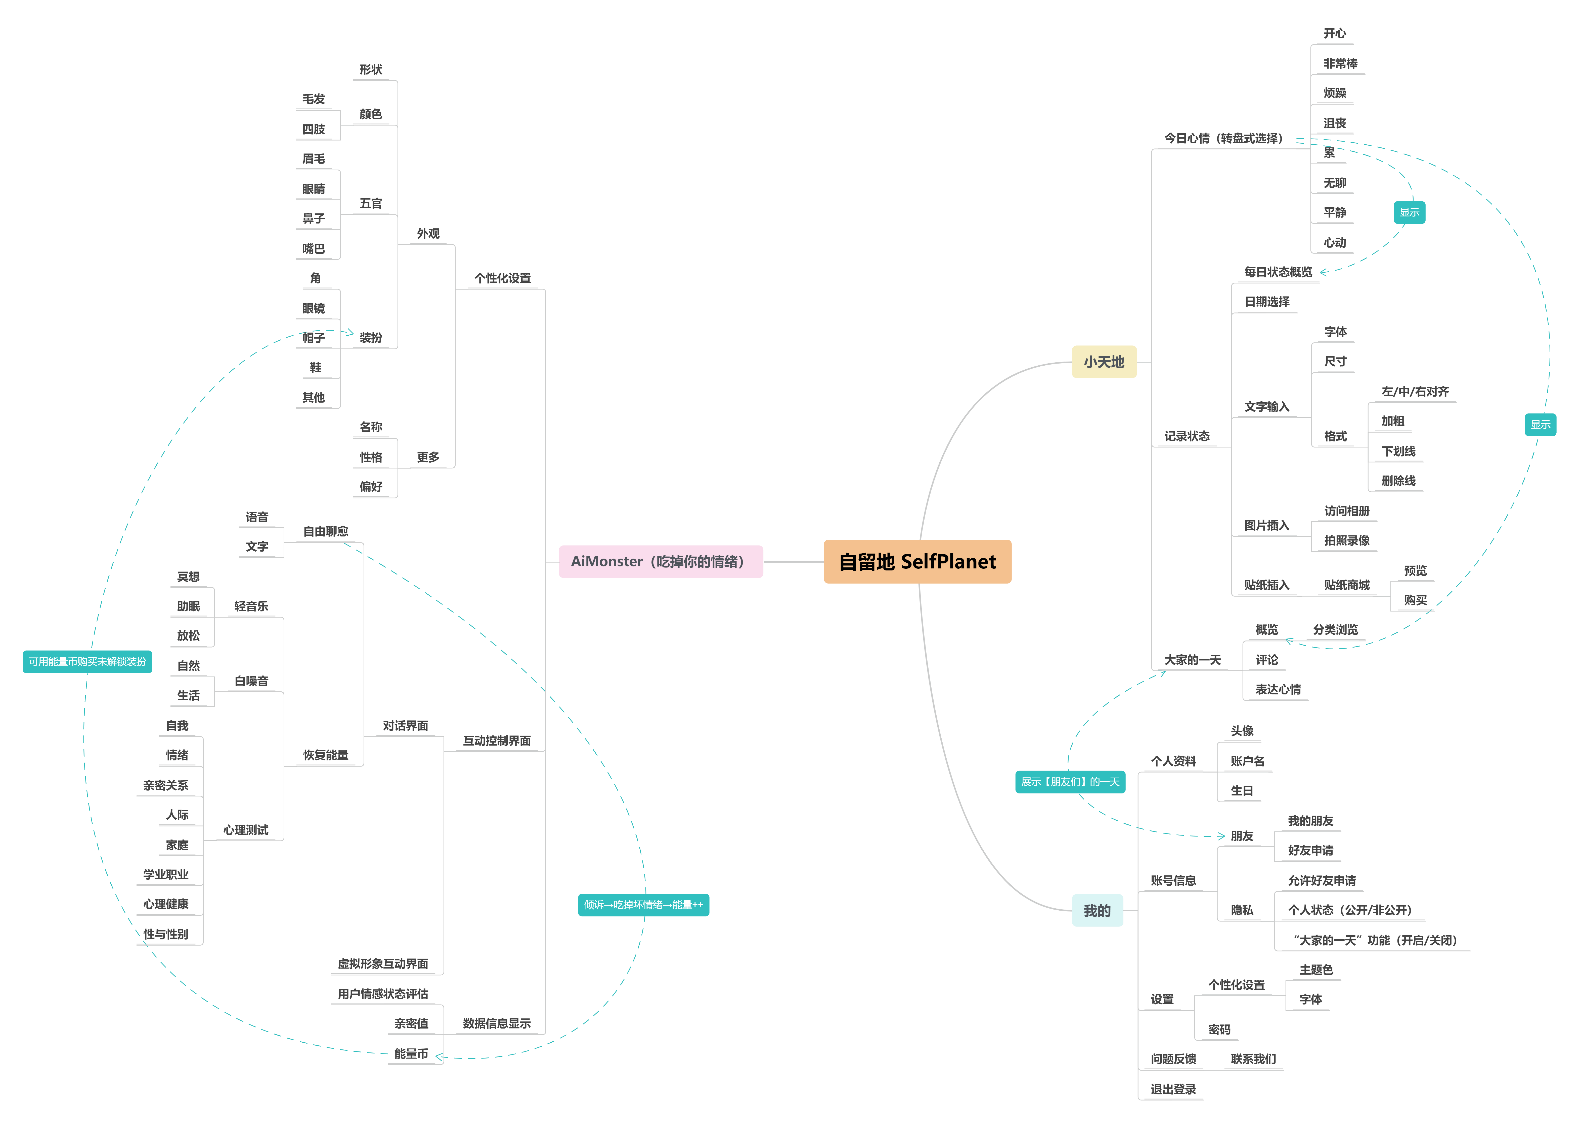 自留地 SelfPlanet
AiMonster（吃掉你的情绪）
个性化设置
外观
形状
颜色
毛发
四肢
五官
眉毛
眼睛
鼻子
嘴巴
装扮
角
眼镜
帽子
鞋
其他
更多
名称
性格
偏好
互动控制界面
对话界面
自由聊愈
语音
文字
恢复能量
轻音乐
冥想
助眠
放松
白噪音
自然
生活
心理测试
自我
情绪
亲密关系
人际
家庭
学业职业
心理健康
性与性别
虚拟形象互动界面
数据信息显示
用户情感状态评估
亲密值
能量币
可用能量币购买未解锁装扮
倾诉→吃掉坏情绪→能量++
小天地
今日心情（转盘式选择）
开心
非常棒
烦躁
沮丧
累
无聊
平静
心动
显示
显示
记录状态
每日状态概览
日期选择
文字输入
字体
尺寸
格式
左/中/右对齐
加粗
下划线
删除线
图片插入
访问相册
拍照录像
贴纸插入
贴纸商城
预览
购买
大家的一天
概览
分类浏览
评论
表达心情
展示【朋友们】的一天
我的
个人资料
头像
账户名
生日
账号信息
朋友
我的朋友
好友申请
隐私
允许好友申请
个人状态（公开/非公开）
“大家的一天”功能（开启/关闭）
设置
个性化设置
主题色
字体
密码
问题反馈
联系我们
退出登录